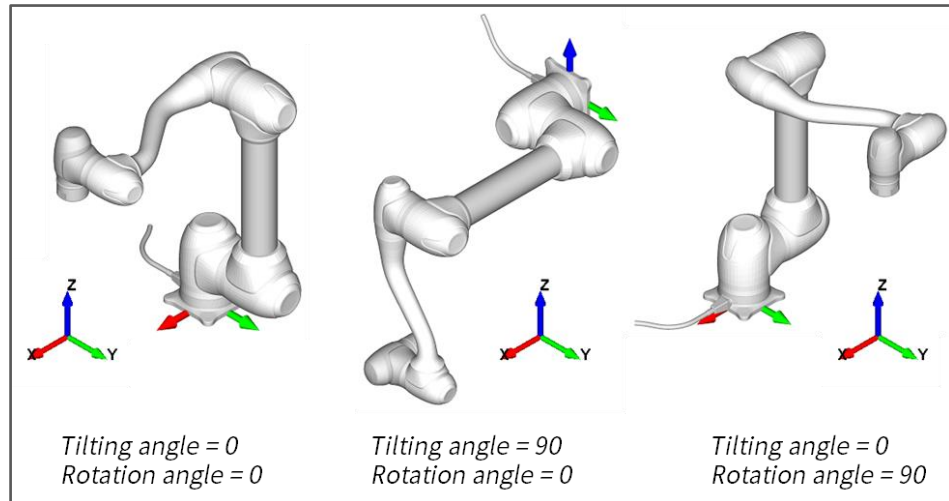 Z
X
Y
Z
X
Y
Z
X
Y
Tilting angle = 0
Rotation angle = 0
Tilting angle = 90
Rotation angle = 0
Tilting angle = 0
Rotation angle = 90